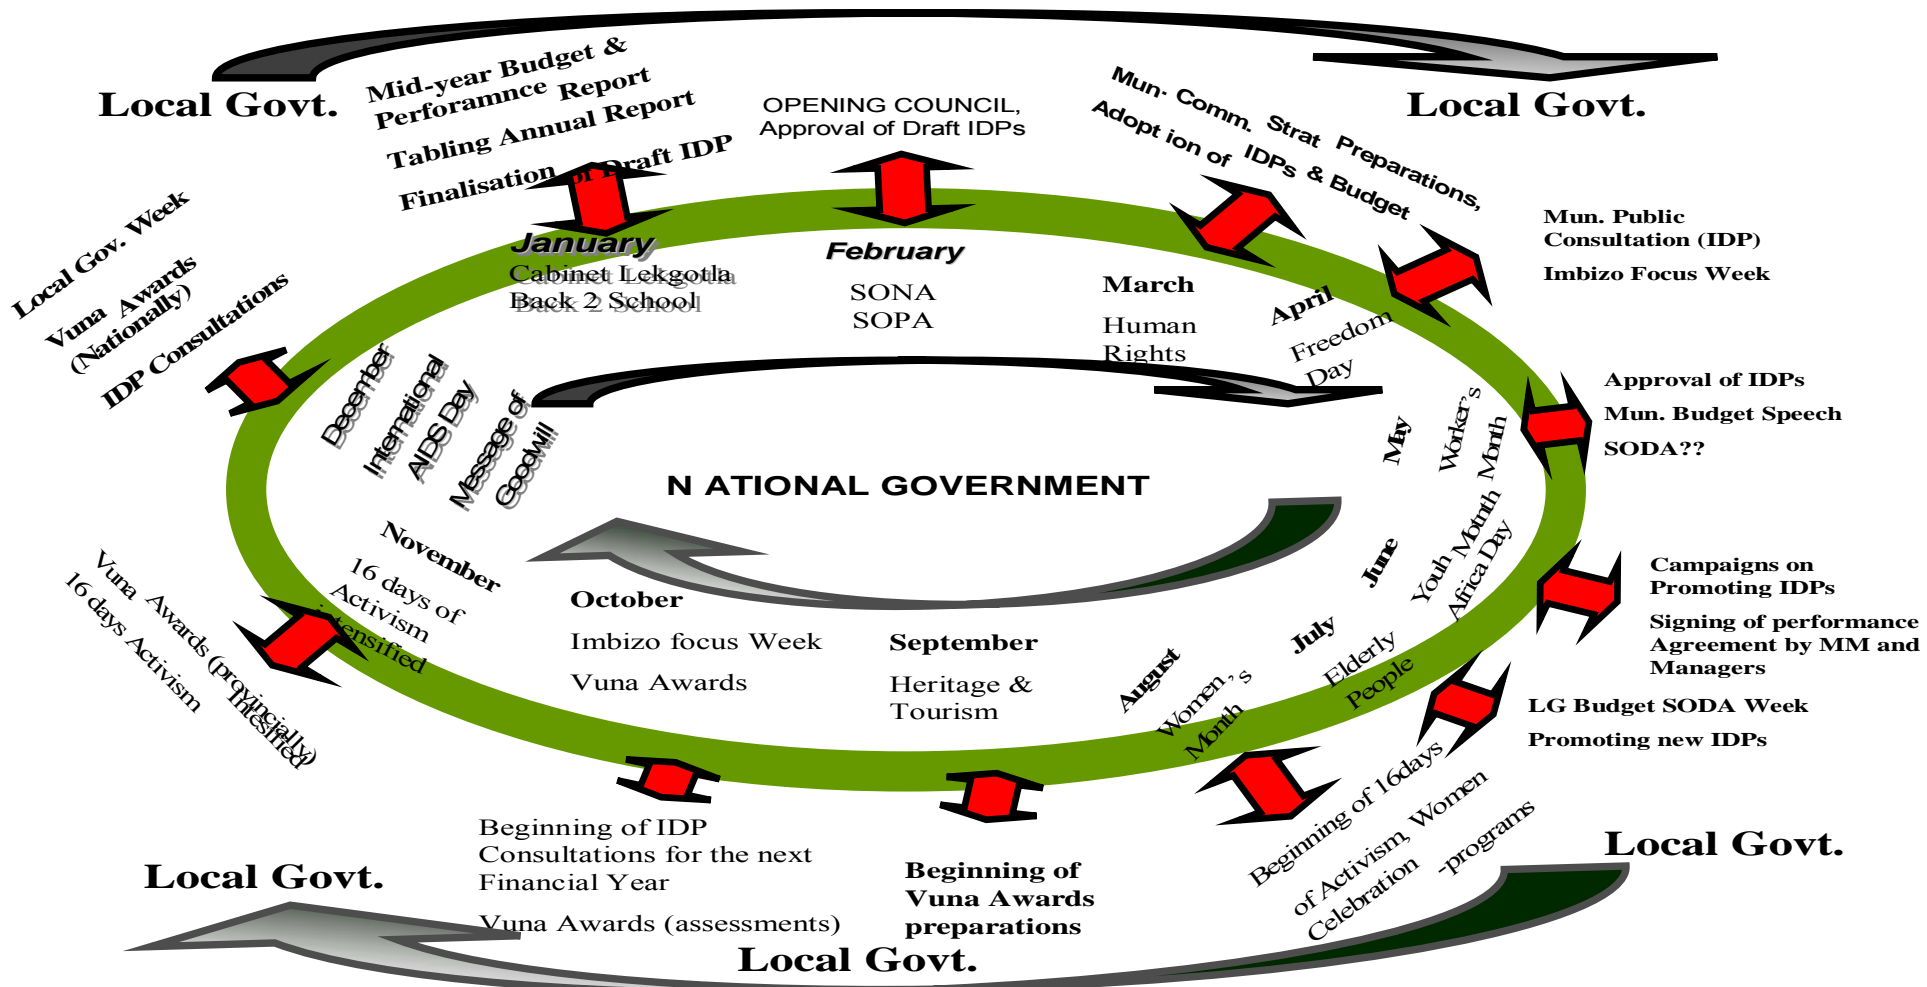 Local Govt.
Mid-year Budget &
Perforamnce Report
Tabling Annual Report
Finalisation of Draft IDP
OPENING COUNCIL,
Approval of Draft IDPs
Mun. Comm. Strat Preparations,
Adopt ion of IDPs & Budget
Local Govt.
Mun. Public
Consultation (IDP)
Imbizo Focus Week
Local Gov. Week
Vuna Awards
(Nationally)
IDP Consultations
January
Cabinet Lekgotla
Back 2 School
February
SONA
SOPA
March
Human
Rights
April
Freedom
Day
Approval of IDPs
Mun. Budget Speech
SODA??
December
International
AIDS Day
Message of
Goodwill
May
Worker's
Month
N ATIONAL GOVERNMENT
June
Youh Motnth
Africa Day
November
16 days of
Activism
intensified
October
Imbizo focus Week
Vuna Awards
September
Heritage &
Tourism
August
Women,'s
Month
July
Elderly
People
Campaigns on
Promoting IDPs
Signing of performance
Agreement by MM and
Managers
LG Budget SODA Week
Promoting new IDPs
Vuna Awards (provincially)
16 days Activism Intesified
Beginning of IDP
Consultations for the next
Financial Year
Vuna Awards (assessments)
Beginning of
Vuna Awards
preparations
Beginning of 16days
of Activism, Women
Celebration -programs
Local Govt.
Local Govt.
Local Govt.